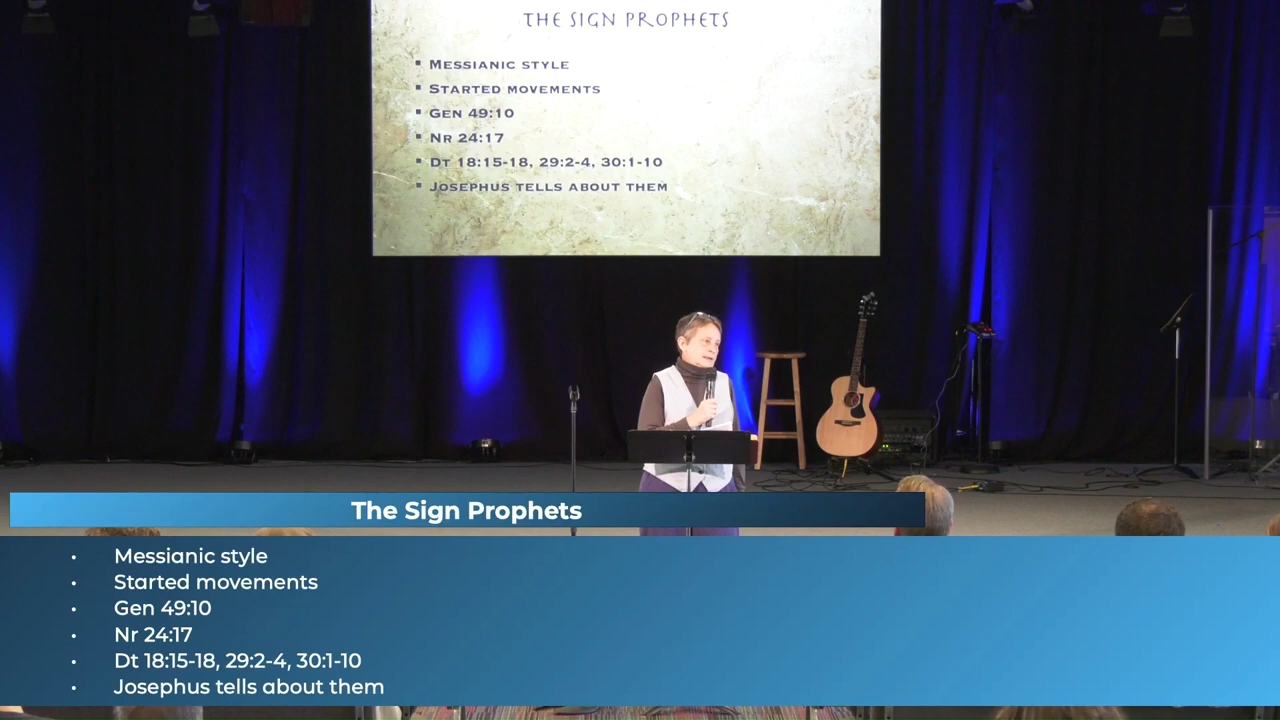 THE SIGN PROPHETS
▪ MESSIANIC STYLE
▪ STARTED MOVEMENTS
▪ GEN 49:10
▪ NR 24:17
▪ DT 18:15-18, 29:2-4, 30:1-10
▪ JOSEPHUS TELLS ABOUT THEM
The Sign Prophets
• Messianic style
• Started movements
• Gen 49:10
• Nr 24:17
• Dt 18:15-18, 29:2-4, 30:1-10
• Josephus tells about them